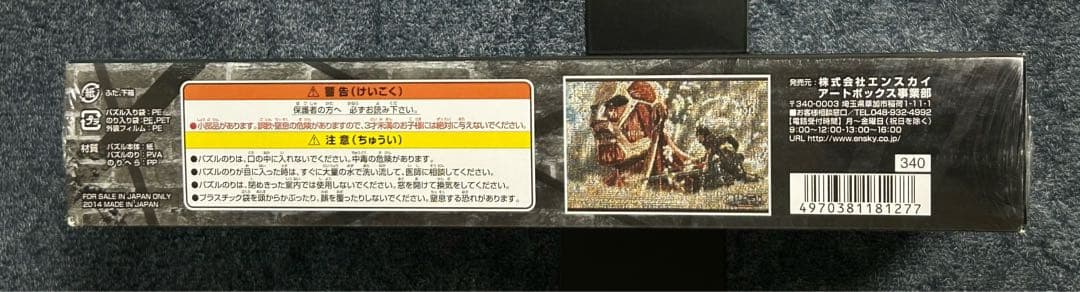 紙 ふた、下箱
プラ パズル入り袋：PE
のり入り袋：PE，PET
外装フィルム：PE
材質 パズル本体：紙
パズルのり：PVA
のりへら：PP
FOR SALE IN JAPAN ONLY
2014 MADE IN JAPAN
⚠警告（けいこく）
保護者の方へ 必ずお読み下さい。
●小部品があります。誤飲・窒息の危険がありますので、3才未満のお子様には絶対に与えないでください。
⚠注意（ちゅうい）
●パズルのりは、口の中に入れないでください。中毒の危険があります。
●パズルのりが目に入った時は、すぐに大量の水で洗い流して、医師に相談してください。
●パズルのりは、閉めきった室内では使用しないでください。窓を開けて換気をしてください。
●プラスチック袋を頭からかぶったり、顔を覆ったりしないでください。窒息する恐れがあります。
発売元：株式会社エンスカイ
アートボックス事業部
〒340-0003 埼玉県草加市稲荷1-11-1
■お客様相談窓口／TEL048-932-4992
【電話受付時間】月〜金曜日（祝日を除く）
9:00〜12:00・13:00〜16:00
URL http://www.ensky.co.jp/
340
4970381181277